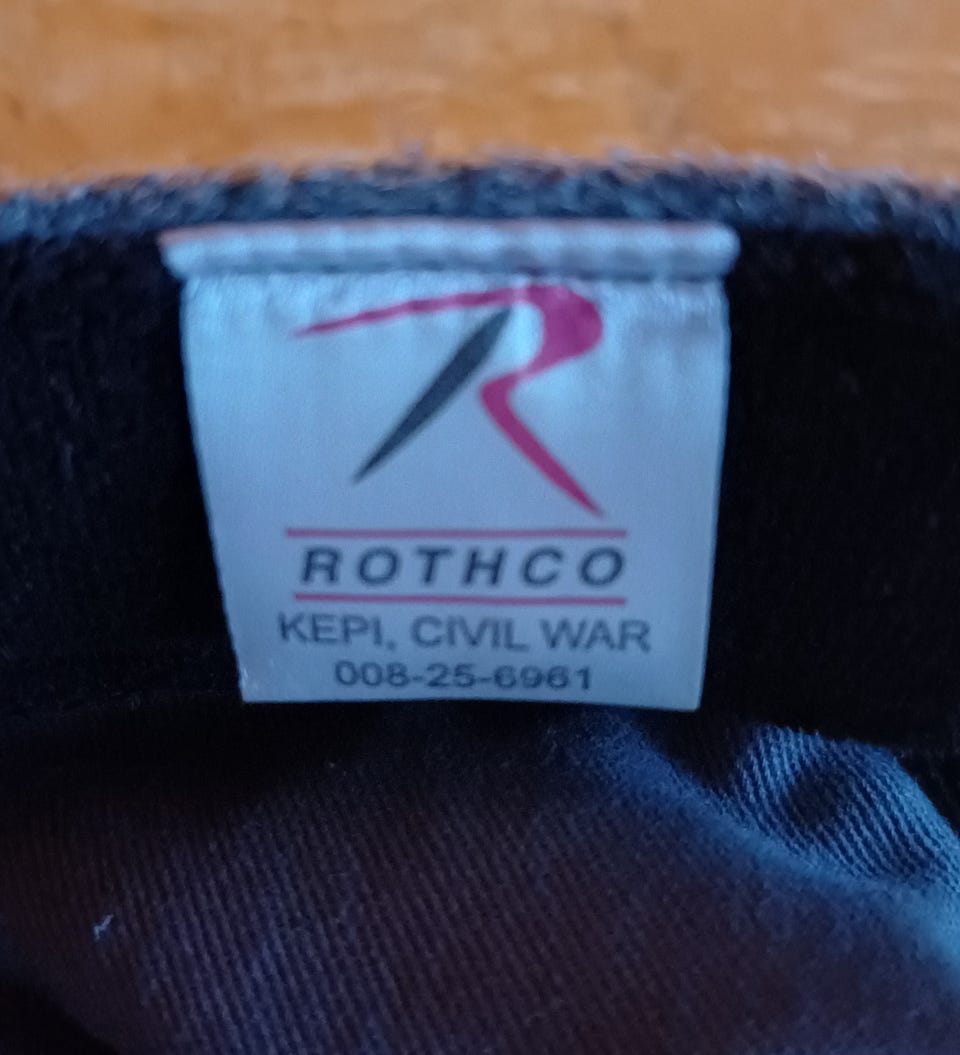 ROTHCO
KEPI, CIVIL WAR
008-25-6961